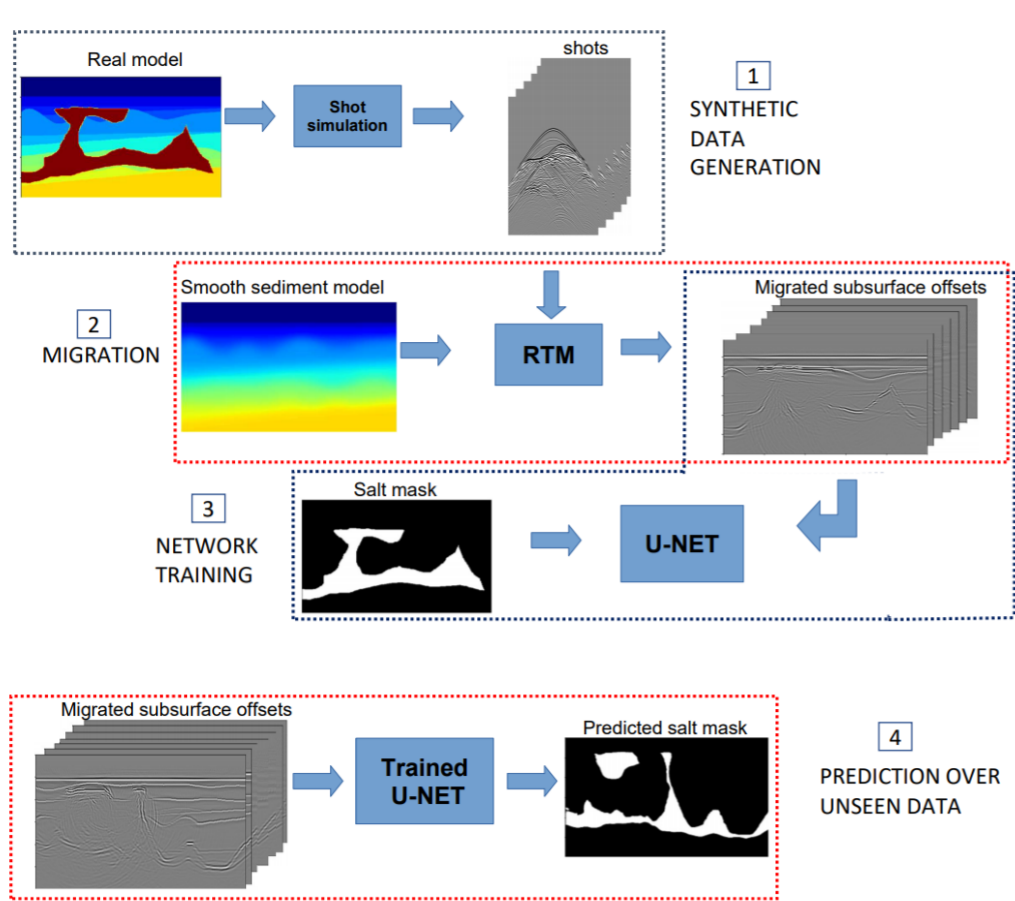 Real model
Shot
simulation
shots
1
SYNTHETIC
DATA
GENERATION
2
MIGRATION
Smooth sediment model
RTM
Migrated subsurface offsets
3
NETWORK
TRAINING
Salt mask
U-NET
Migrated subsurface offsets
Trained
U-NET
Predicted salt mask
4
PREDICTION OVER
UNSEEN DATA